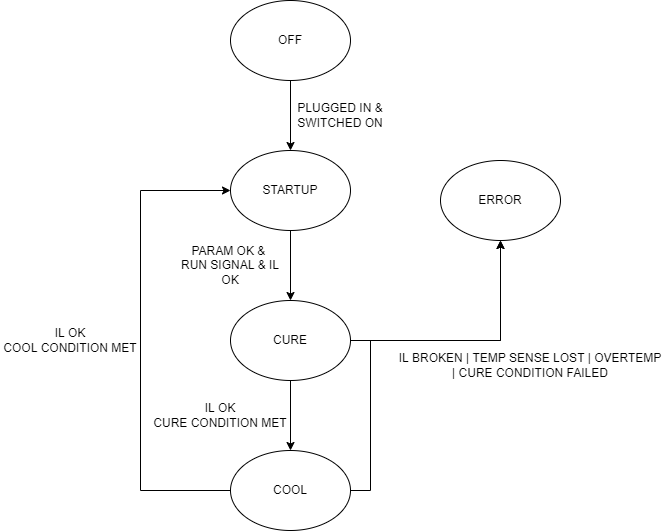 OFF
PLUGGED IN &
SWITCHED ON
STARTUP
ERROR
PARAM OK &
RUN SIGNAL & IL
OK
CURE
IL OK
COOL CONDITION MET
IL BROKEN | TEMP SENSE LOST | OVERTEMP
| CURE CONDITION FAILED
IL OK
CURE CONDITION MET
COOL